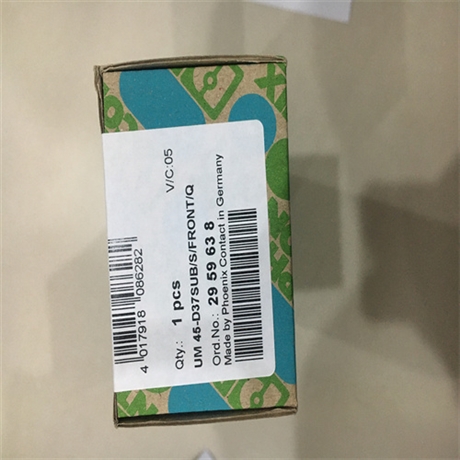 V/C:05
4 017918 086282
Qty.: 1 pcs
UM 45-D37SUB/S/FRONT/Q
Ord.No.: 29 59 63 8
Made by Phoenix Contact in Germany